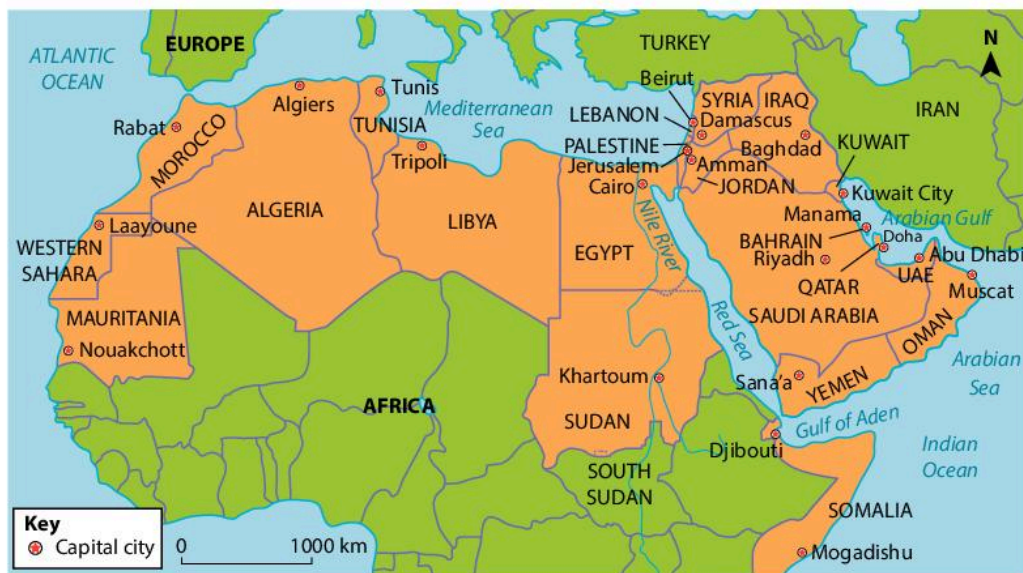 EUROPE
ATLANTIC
OCEAN
TURKEY
N
Beirut
Tunis
Algiers
SYRIA
IRAQ
IRAN
Mediterranean
Sea
LEBANON
Damascus
Rabat
MOROCCO
TUNISIA
Tripoli
PALESTINE
Baghdad
KUWAIT
Jerusalem
Amman
Cairo
JORDAN
Kuwait City
ALGERIA
LIBYA
Laayoune
Nile River
Manama
Arabian Gulf
WESTERN
SAHARA
EGYPT
BAHRAIN
Doha
Riyadh
Abu Dhabi
UAE
QATAR
Muscat
MAURITANIA
Red Sea
SAUDI ARABIA
OMAN
Nouakchott
Arabian
Sea
Khartoum
Sana'a
YEMEN
AFRICA
SUDAN
Gulf of Aden
Djibouti
Indian
Ocean
SOUTH
SUDAN
SOMALIA
Key
Capital city
0 1000 km
Mogadishu